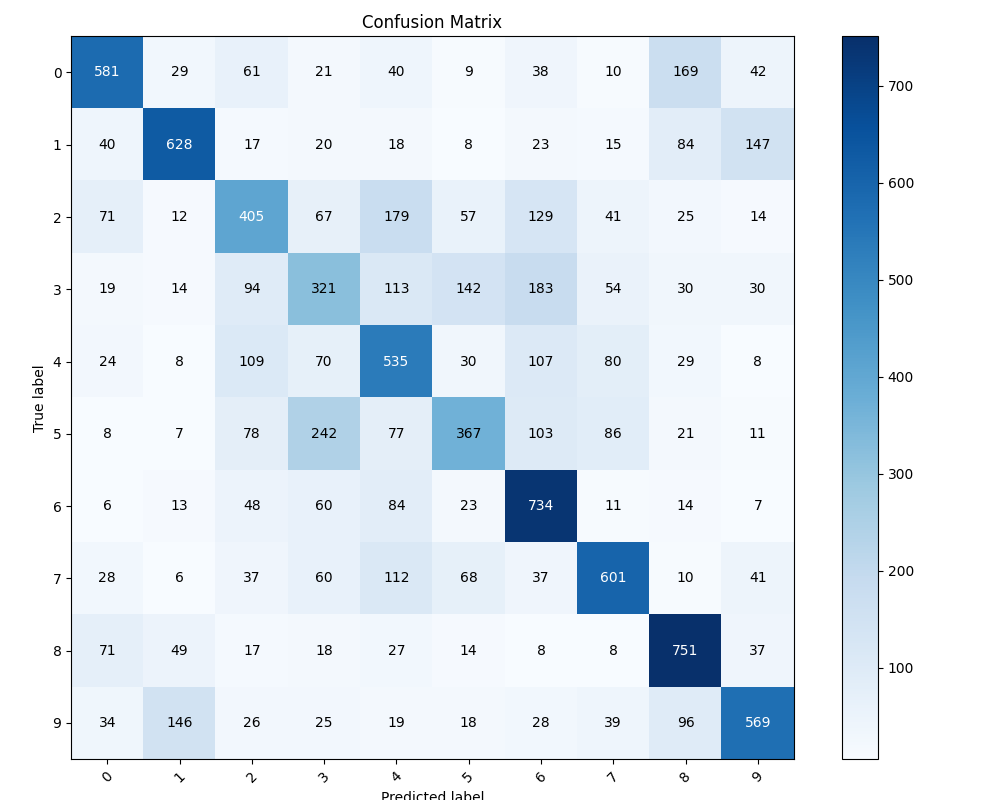 Confusion Matrix
0 581 29 61 21 40 9 38 10 169 42
1 40 628 17 20 18 8 23 15 84 147
2 71 12 405 67 179 57 129 41 25 14
3 19 14 94 321 113 142 183 54 30 30
4 24 8 109 70 535 30 107 80 29 8
5 8 7 78 242 77 367 103 86 21 11
6 6 13 48 60 84 23 734 11 14 7
7 28 6 37 60 112 68 37 601 10 41
8 71 49 17 18 27 14 8 8 751 37
9 34 146 26 25 19 18 28 39 96 569
0 1 2 3 4 5 6 7 8 9
True label
Predicted label
700
600
500
400
300
200
100